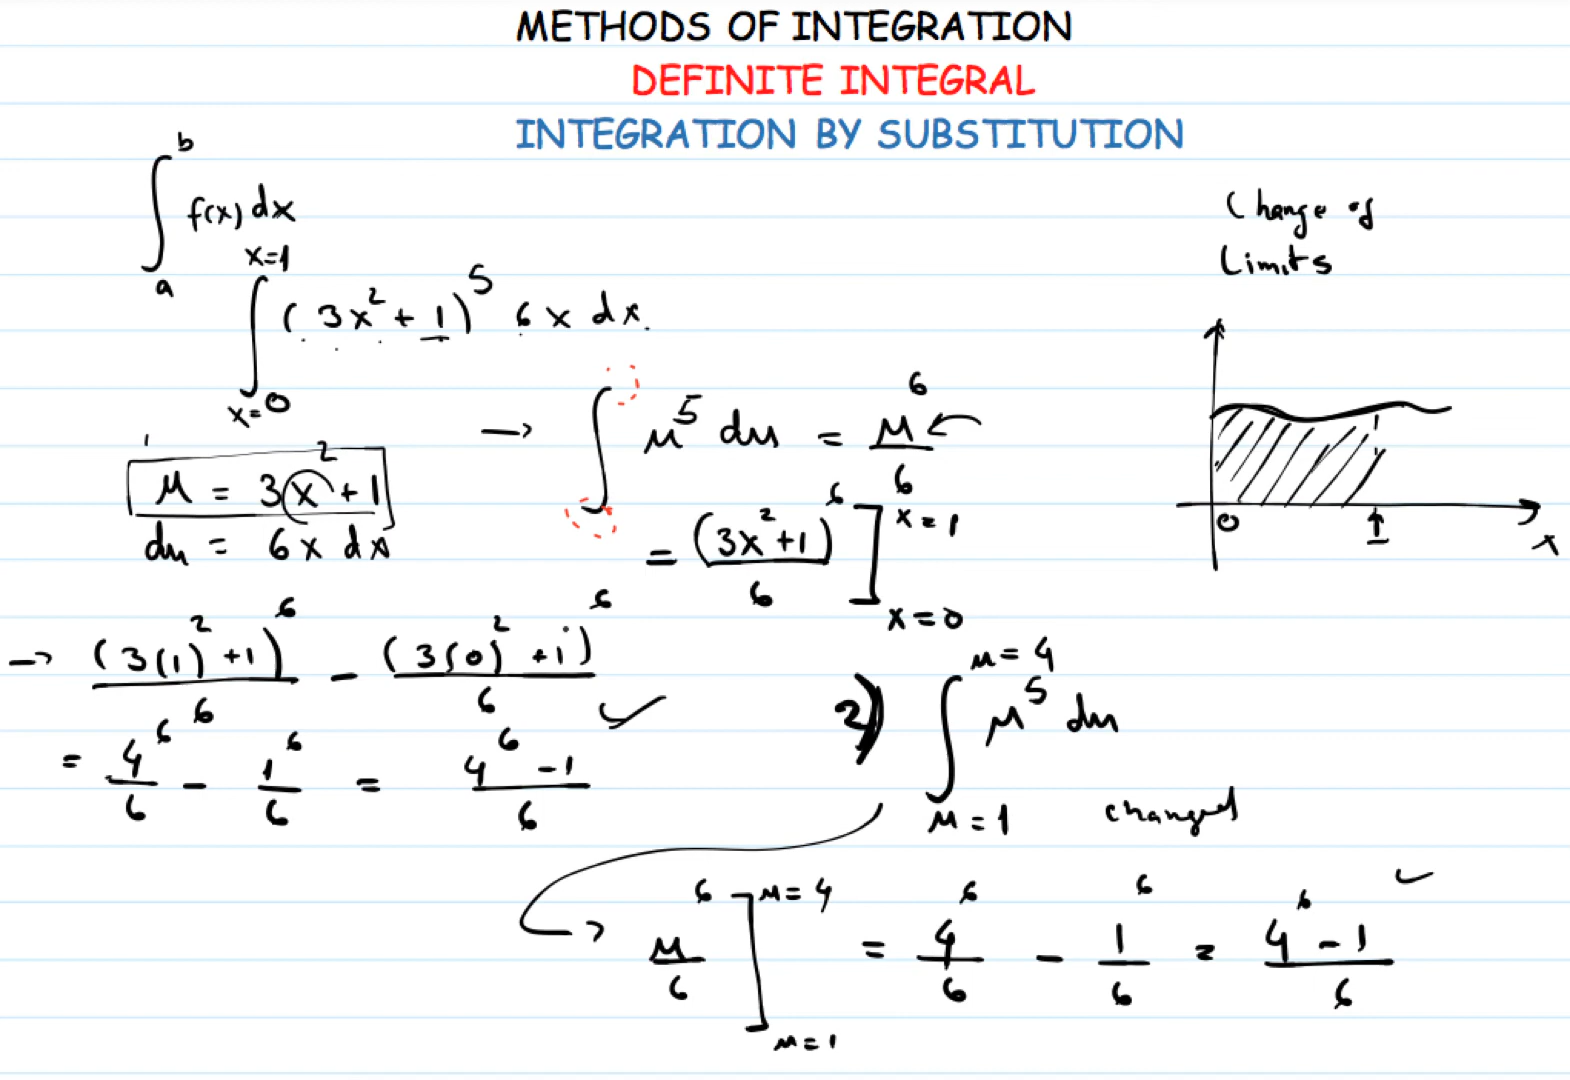 METHODS OF INTEGRATION
DEFINITE INTEGRAL
INTEGRATION BY SUBSTITUTION
∫_a^b f(x) dx
∫_{x=0}^{x=1} (3x² + 1)⁵ 6x dx.
u = 3x² + 1
du = 6x dx
→ ∫ u⁵ du = u⁶/6
= (3x²+1)⁶/6 ]_{x=0}^{x=1}
→ (3(1)²+1)⁶/6 − (3(0)²+1)⁶/6 ✓
= 4⁶/6 − 1⁶/6 = (4⁶ − 1)/6
Change of
Limits
0 1 x
2) ∫_{u=1}^{u=4} u⁵ du
changed
→ u⁶/6 ]_{u=1}^{u=4} = 4⁶/6 − 1⁶/6 = (4⁶ − 1)/6 ✓